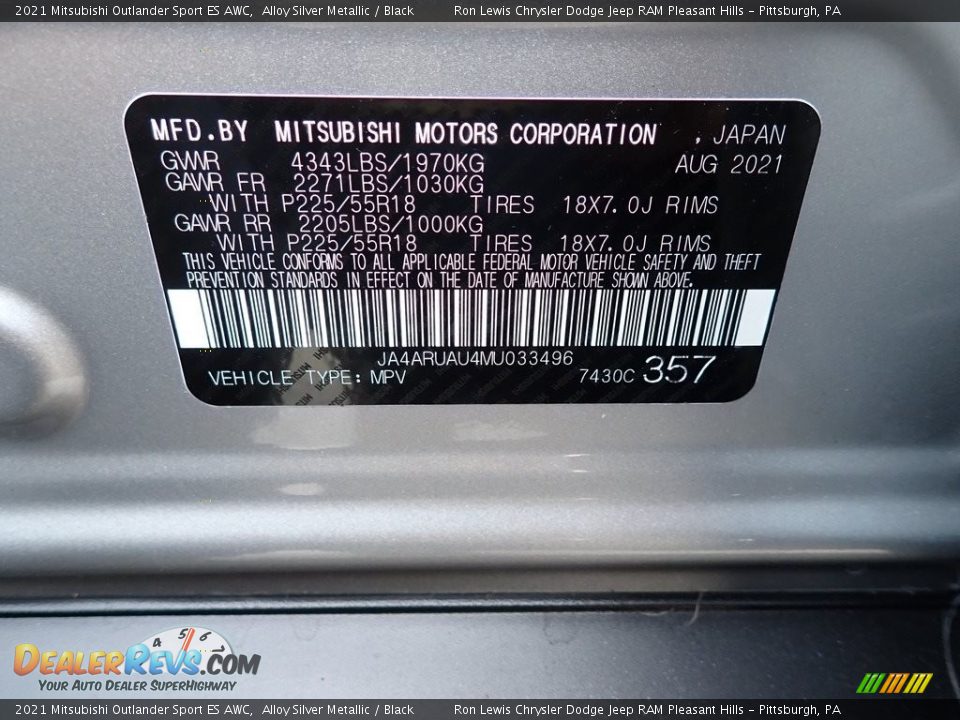 2021 Mitsubishi Outlander Sport ES AWC, Alloy Silver Metallic / Black Ron Lewis Chrysler Dodge Jeep RAM Pleasant Hills - Pittsburgh, PA
MFD.BY MITSUBISHI MOTORS CORPORATION , JAPAN
GVWR 4343LBS/1970KG AUG 2021
GAWR FR 2271LBS/1030KG
WITH P225/55R18 TIRES 18X7.0J RIMS
GAWR RR 2205LBS/1000KG
WITH P225/55R18 TIRES 18X7.0J RIMS
THIS VEHICLE CONFORMS TO ALL APPLICABLE FEDERAL MOTOR VEHICLE SAFETY AND THEFT
PREVENTION STANDARDS IN EFFECT ON THE DATE OF MANUFACTURE SHOWN ABOVE.
JA4ARUAU4MU033496
VEHICLE TYPE: MPV 7430C 357
4 5 6
DEALERREVS.COM
YOUR AUTO DEALER SUPERHIGHWAY
2021 Mitsubishi Outlander Sport ES AWC, Alloy Silver Metallic / Black Ron Lewis Chrysler Dodge Jeep RAM Pleasant Hills - Pittsburgh, PA